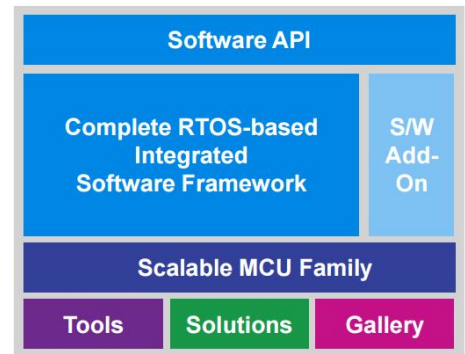 Software API
Complete RTOS-based
Integrated
Software Framework
S/W
Add-
On
Scalable MCU Family
Tools
Solutions
Gallery